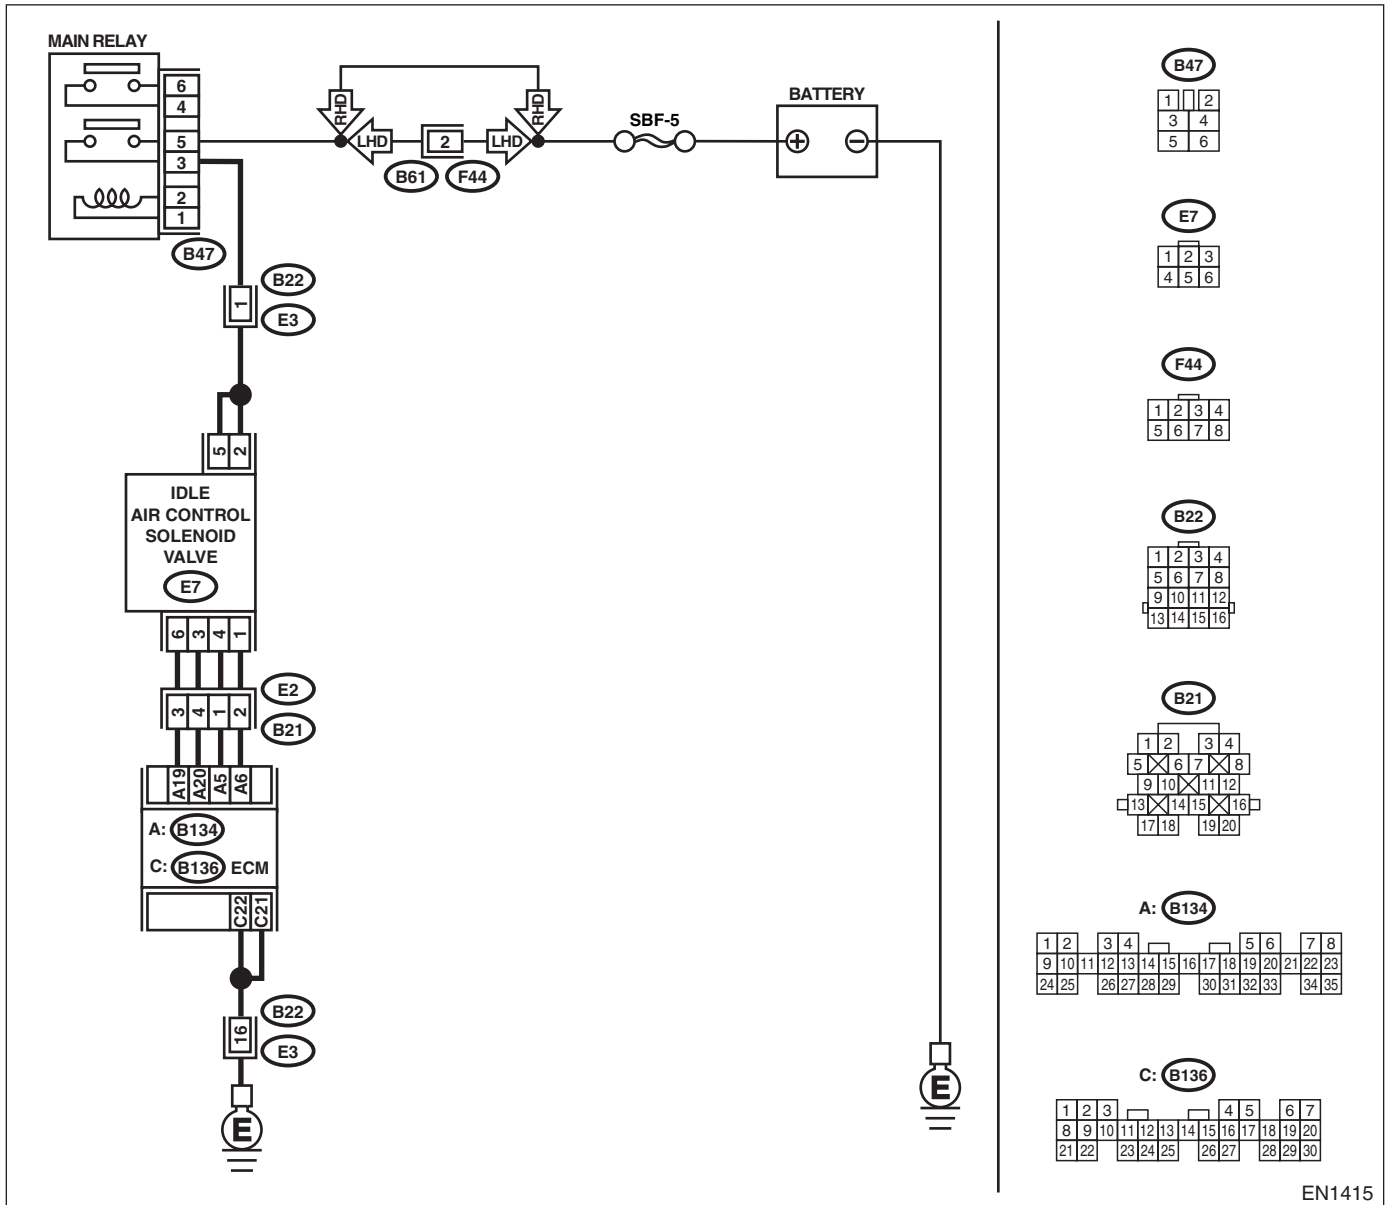 MAIN RELAY
6
4
5
3
2
1
B47
RHD
RHD
LHD
2
LHD
B61
F44
SBF-5
BATTERY
+
−
B22
1
E3
5 2
IDLE
AIR CONTROL
SOLENOID
VALVE
E7
6 3 4 1
E2
3 4 1 2
B21
A19 A20 A5 A6
A: B134
C: B136 ECM
C22 C21
B22
16
E3
E
E
B47
1 2
3 4
5 6
E7
1 2 3
4 5 6
F44
1 2 3 4
5 6 7 8
B22
1 2 3 4
5 6 7 8
9 10 11 12
13 14 15 16
B21
1 2 3 4
5 6 7 8
9 10 11 12
13 14 15 16
17 18 19 20
A: B134
1 2 3 4 5 6 7 8
9 10 11 12 13 14 15 16 17 18 19 20 21 22 23
24 25 26 27 28 29 30 31 32 33 34 35
C: B136
1 2 3 4 5 6 7
8 9 10 11 12 13 14 15 16 17 18 19 20
21 22 23 24 25 26 27 28 29 30
EN1415